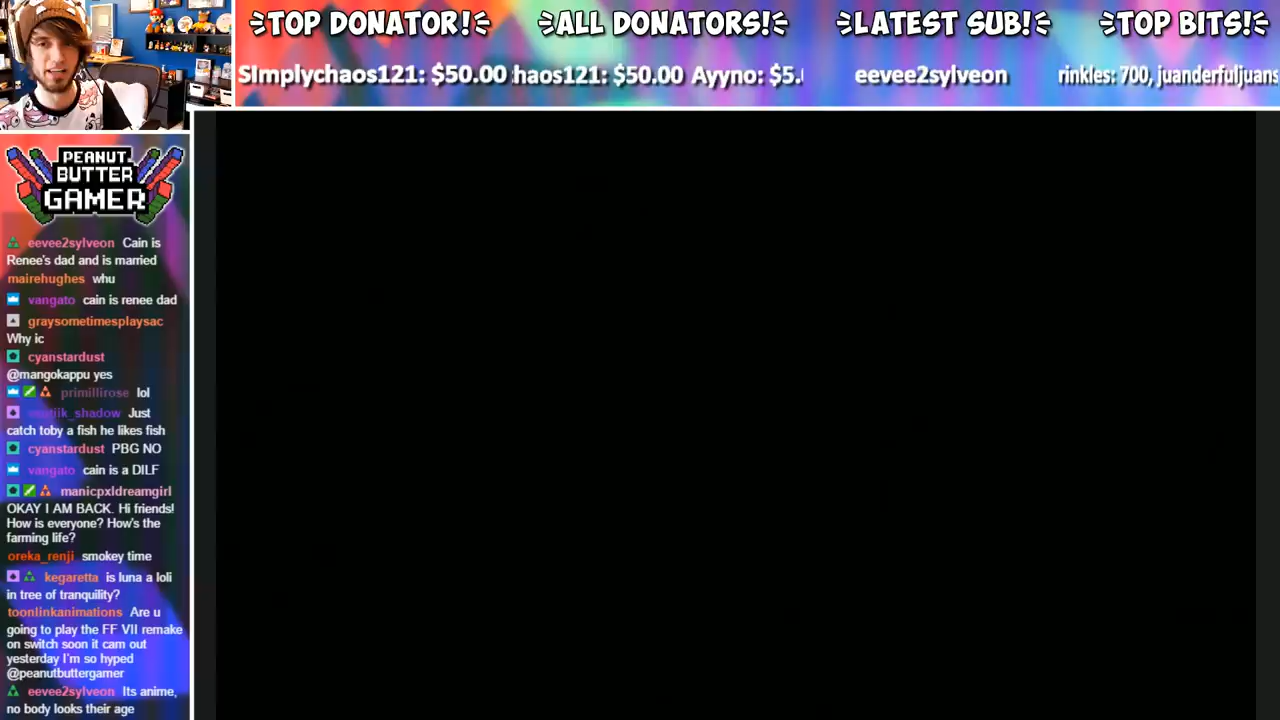 TOP DONATOR! ALL DONATORS! LATEST SUB! TOP BITS!
SImplychaos121: $50.00 haos121: $50.00 Ayyno: $5. eevee2sylveon rinkles: 700, juanderfuljuans
PEANUT
BUTTER
GAMER
eevee2sylveon Cain is
Renee's dad and is married
mairehughes whu
vangato cain is renee dad
graysometimesplaysac
Why ic
cyanstardust
@mangokappu yes
primillirose lol
Just
catch toby a fish he likes fish
cyanstardust PBG NO
vangato cain is a DILF
manicpxldreamgirl
OKAY I AM BACK. Hi friends!
How is everyone? How's the
farming life?
oreka_renji smokey time
kegaretta is luna a loli
in tree of tranquility?
toonlinkanimations Are u
going to play the FF VII remake
on switch soon it cam out
yesterday I'm so hyped
@peanutbuttergamer
eevee2sylveon Its anime,
no body looks their age